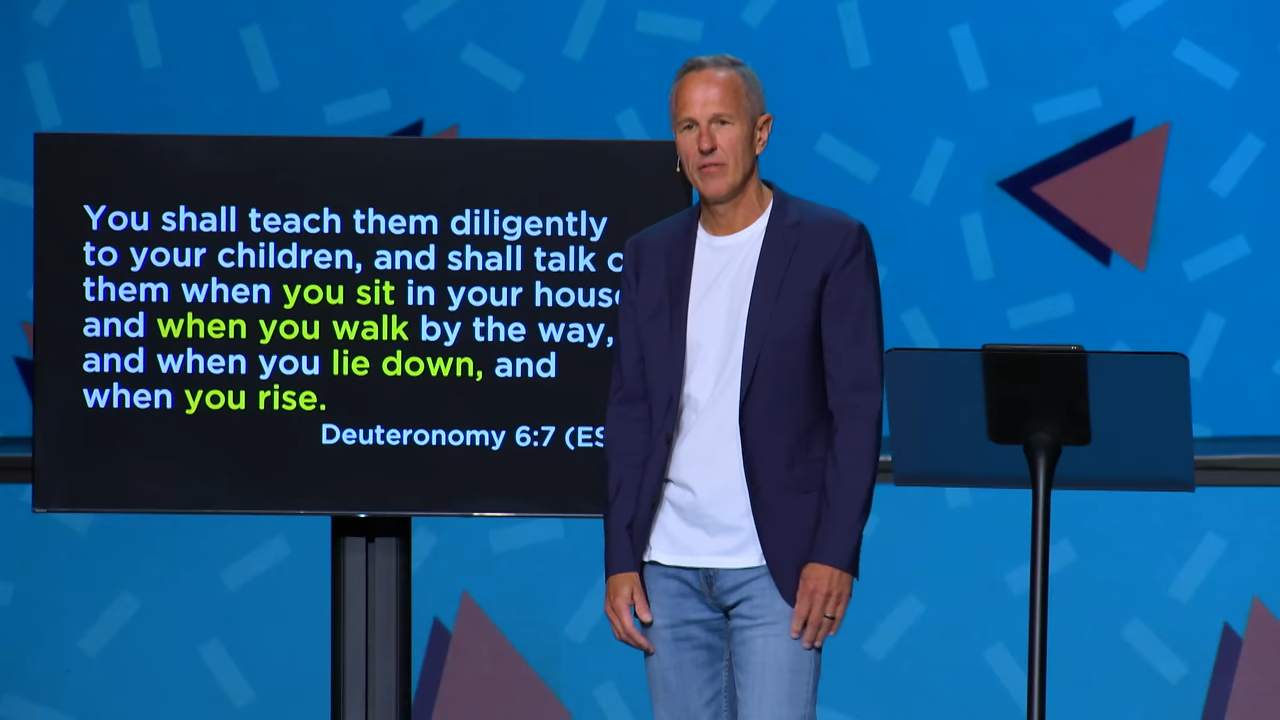 You shall teach them diligently
to your children, and shall talk
them when you sit in your house
and when you walk by the way,
and when you lie down, and
when you rise.
Deuteronomy 6:7 (ES